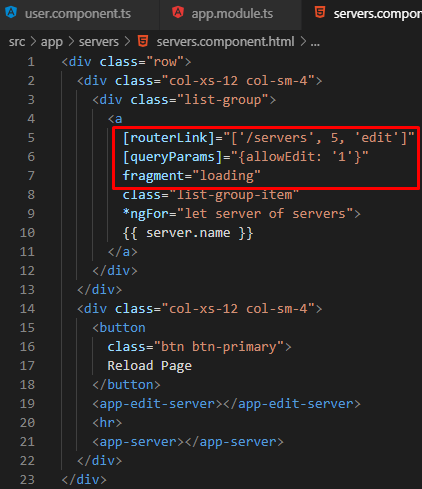 user.component.ts app.module.ts servers.compon
src > app > servers > servers.component.html > ...
1 <div class="row">
2 <div class="col-xs-12 col-sm-4">
3 <div class="list-group">
4 <a
5 [routerLink]="['/servers', 5, 'edit']"
6 [queryParams]="{allowEdit: '1'}"
7 fragment="loading"
8 class="list-group-item"
9 *ngFor="let server of servers">
10 {{ server.name }}
11 </a>
12 </div>
13 </div>
14 <div class="col-xs-12 col-sm-4">
15 <button
16 class="btn btn-primary">
17 Reload Page
18 </button>
19 <app-edit-server></app-edit-server>
20 <hr>
21 <app-server></app-server>
22 </div>
23 </div>